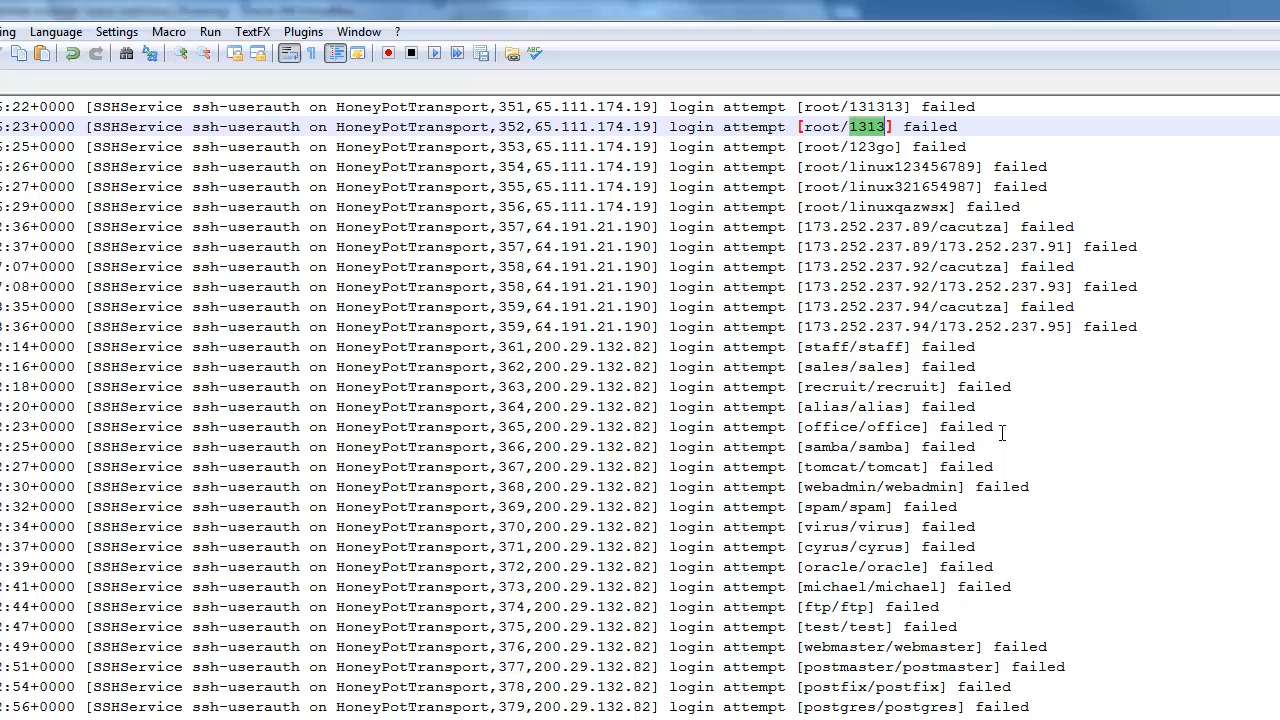 ing Language Settings Macro Run TextFX Plugins Window ?
5:22+0000 [SSHService ssh-userauth on HoneyPotTransport,351,65.111.174.19] login attempt [root/131313] failed
5:23+0000 [SSHService ssh-userauth on HoneyPotTransport,352,65.111.174.19] login attempt [root/1313] failed
5:25+0000 [SSHService ssh-userauth on HoneyPotTransport,353,65.111.174.19] login attempt [root/123go] failed
5:26+0000 [SSHService ssh-userauth on HoneyPotTransport,354,65.111.174.19] login attempt [root/linux123456789] failed
5:27+0000 [SSHService ssh-userauth on HoneyPotTransport,355,65.111.174.19] login attempt [root/linux321654987] failed
5:29+0000 [SSHService ssh-userauth on HoneyPotTransport,356,65.111.174.19] login attempt [root/linuxqazwsx] failed
2:36+0000 [SSHService ssh-userauth on HoneyPotTransport,357,64.191.21.190] login attempt [173.252.237.89/cacutza] failed
2:37+0000 [SSHService ssh-userauth on HoneyPotTransport,357,64.191.21.190] login attempt [173.252.237.89/173.252.237.91] failed
7:07+0000 [SSHService ssh-userauth on HoneyPotTransport,358,64.191.21.190] login attempt [173.252.237.92/cacutza] failed
7:08+0000 [SSHService ssh-userauth on HoneyPotTransport,358,64.191.21.190] login attempt [173.252.237.92/173.252.237.93] failed
3:35+0000 [SSHService ssh-userauth on HoneyPotTransport,359,64.191.21.190] login attempt [173.252.237.94/cacutza] failed
3:36+0000 [SSHService ssh-userauth on HoneyPotTransport,359,64.191.21.190] login attempt [173.252.237.94/173.252.237.95] failed
2:14+0000 [SSHService ssh-userauth on HoneyPotTransport,361,200.29.132.82] login attempt [staff/staff] failed
2:16+0000 [SSHService ssh-userauth on HoneyPotTransport,362,200.29.132.82] login attempt [sales/sales] failed
2:18+0000 [SSHService ssh-userauth on HoneyPotTransport,363,200.29.132.82] login attempt [recruit/recruit] failed
2:20+0000 [SSHService ssh-userauth on HoneyPotTransport,364,200.29.132.82] login attempt [alias/alias] failed
2:23+0000 [SSHService ssh-userauth on HoneyPotTransport,365,200.29.132.82] login attempt [office/office] failed
2:25+0000 [SSHService ssh-userauth on HoneyPotTransport,366,200.29.132.82] login attempt [samba/samba] failed
2:27+0000 [SSHService ssh-userauth on HoneyPotTransport,367,200.29.132.82] login attempt [tomcat/tomcat] failed
2:30+0000 [SSHService ssh-userauth on HoneyPotTransport,368,200.29.132.82] login attempt [webadmin/webadmin] failed
2:32+0000 [SSHService ssh-userauth on HoneyPotTransport,369,200.29.132.82] login attempt [spam/spam] failed
2:34+0000 [SSHService ssh-userauth on HoneyPotTransport,370,200.29.132.82] login attempt [virus/virus] failed
2:37+0000 [SSHService ssh-userauth on HoneyPotTransport,371,200.29.132.82] login attempt [cyrus/cyrus] failed
2:39+0000 [SSHService ssh-userauth on HoneyPotTransport,372,200.29.132.82] login attempt [oracle/oracle] failed
2:41+0000 [SSHService ssh-userauth on HoneyPotTransport,373,200.29.132.82] login attempt [michael/michael] failed
2:44+0000 [SSHService ssh-userauth on HoneyPotTransport,374,200.29.132.82] login attempt [ftp/ftp] failed
2:47+0000 [SSHService ssh-userauth on HoneyPotTransport,375,200.29.132.82] login attempt [test/test] failed
2:49+0000 [SSHService ssh-userauth on HoneyPotTransport,376,200.29.132.82] login attempt [webmaster/webmaster] failed
2:51+0000 [SSHService ssh-userauth on HoneyPotTransport,377,200.29.132.82] login attempt [postmaster/postmaster] failed
2:54+0000 [SSHService ssh-userauth on HoneyPotTransport,378,200.29.132.82] login attempt [postfix/postfix] failed
2:56+0000 [SSHService ssh-userauth on HoneyPotTransport,379,200.29.132.82] login attempt [postgres/postgres] failed